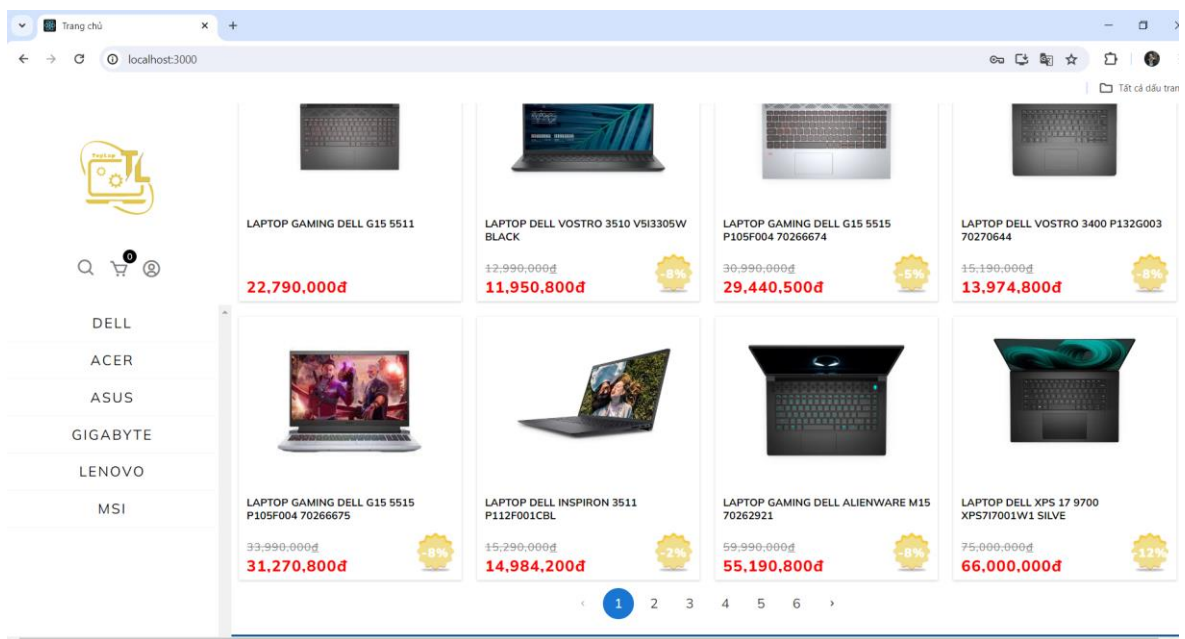 Trang chủ
localhost:3000
Tất cả dấu tran
TopLap
TL
0
DELL
ACER
ASUS
GIGABYTE
LENOVO
MSI
LAPTOP GAMING DELL G15 5511
22,790,000đ
LAPTOP DELL VOSTRO 3510 V5I3305W
BLACK
12,990,000đ
11,950,800đ
-8%
LAPTOP GAMING DELL G15 5515
P105F004 70266674
30,990,000đ
29,440,500đ
-5%
LAPTOP DELL VOSTRO 3400 P132G003
70270644
15,190,000đ
13,974,800đ
-8%
LAPTOP GAMING DELL G15 5515
P105F004 70266675
33,990,000đ
31,270,800đ
-8%
LAPTOP DELL INSPIRON 3511
P112F001CBL
15,290,000đ
14,984,200đ
-2%
LAPTOP GAMING DELL ALIENWARE M15
70262921
59,990,000đ
55,190,800đ
-8%
LAPTOP DELL XPS 17 9700
XPS7I7001W1 SILVE
75,000,000đ
66,000,000đ
-12%
‹ 1 2 3 4 5 6 ›